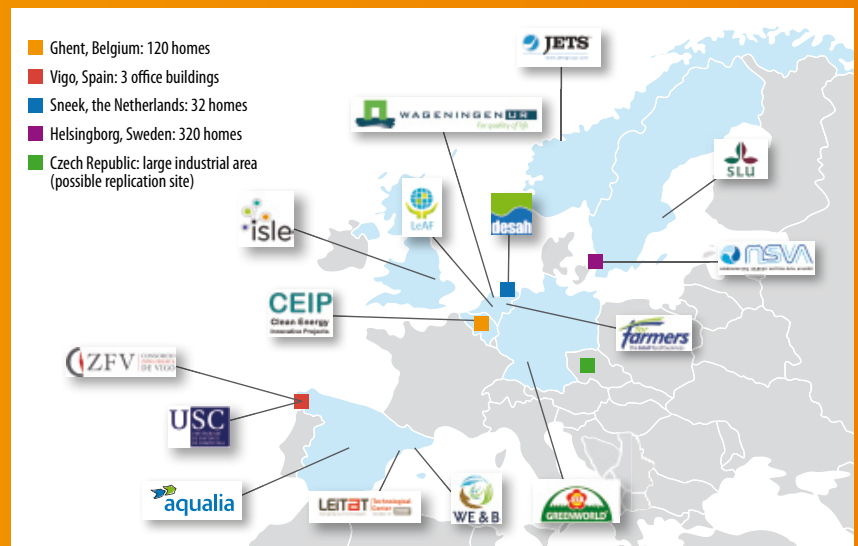 Ghent, Belgium: 120 homes
Vigo, Spain: 3 office buildings
Sneek, the Netherlands: 32 homes
Helsingborg, Sweden: 320 homes
Czech Republic: large industrial area
(possible replication site)
JETS
WAGENINGEN UR
For quality of life
SLU
isle
LeAF
desah
NSVA
CEIP
Clean Energy
Innovative Projects
for
farmers
ZFV
CONSORCIO
DE VIGO
USC
aqualia
LEITAT
Technological
Center
WE & B
GREENWORLD